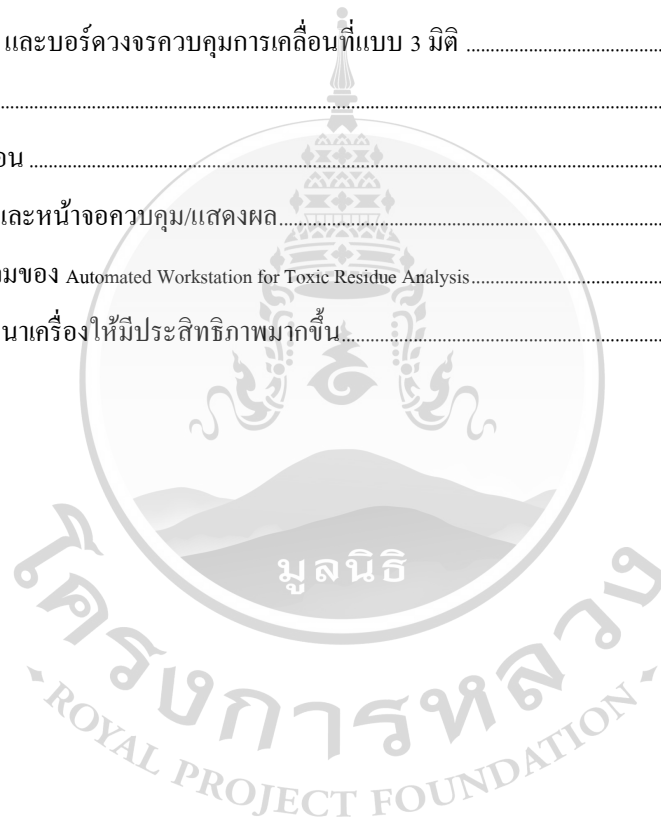 และบอร์ดวงจรควบคุมการเคลื่อนที่แบบ 3 มิติ ..........
..........
อน ..........
และหน้าจอควบคุม/แสดงผล ..........
มของ Automated Workstation for Toxic Residue Analysis ..........
นาเครื่องให้มีประสิทธิภาพมากขึ้น ..........
มูลนิธิ
โครงการหลวง
ROYAL PROJECT FOUNDATION